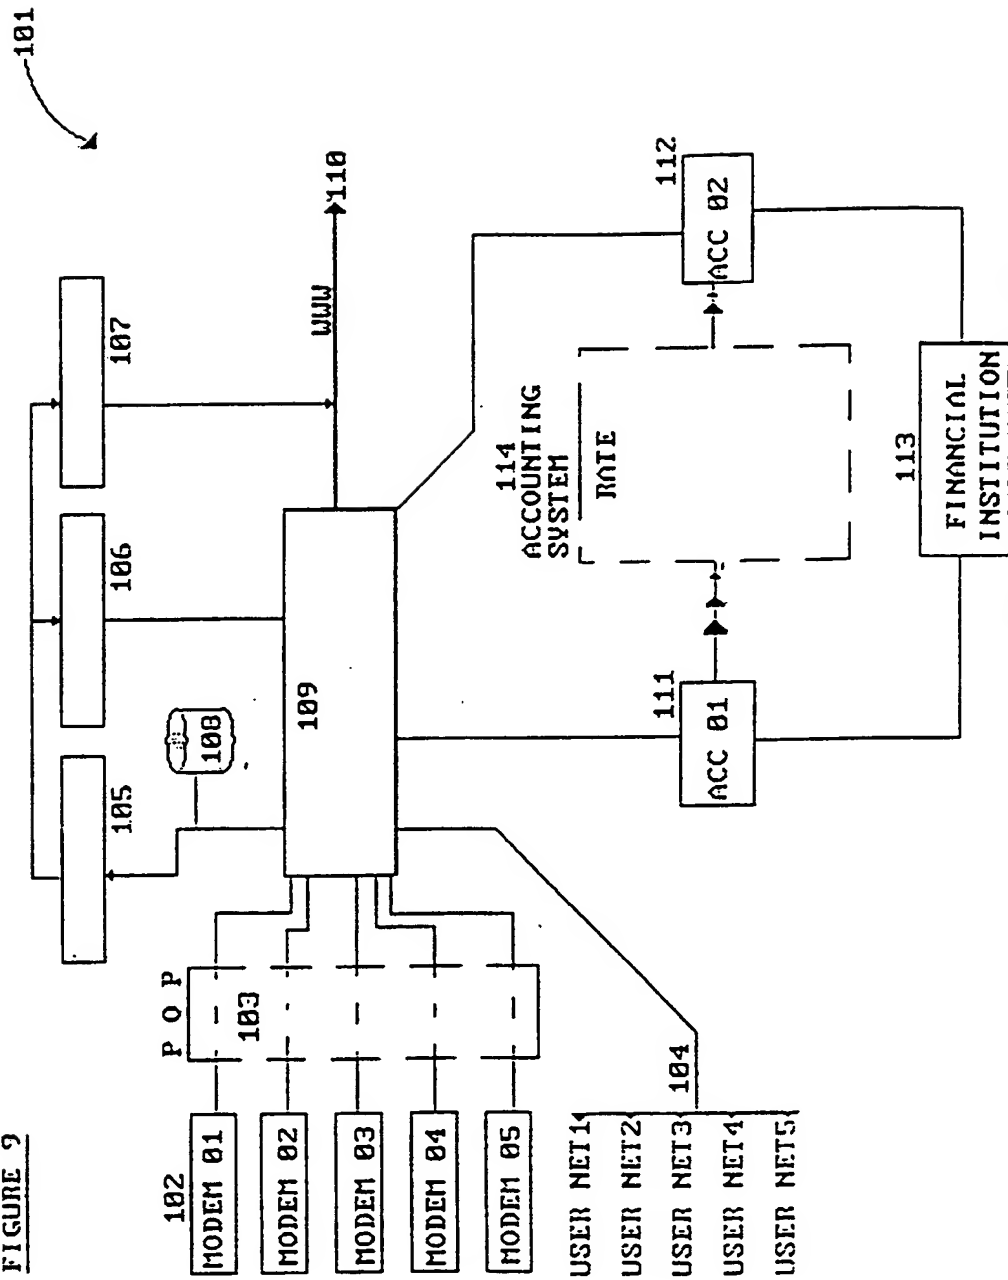 FIGURE 9
101
102
MODEM 01
MODEM 02
MODEM 03
MODEM 04
MODEM 05
P O P
103
105
106
107
108
109
WWW
110
USER NET1
USER NET2
USER NET3
USER NET4
USER NET5
104
111
ACC 01
114
ACCOUNTING
SYSTEM
RATE
112
ACC 02
113
FINANCIAL
INSTITUTION